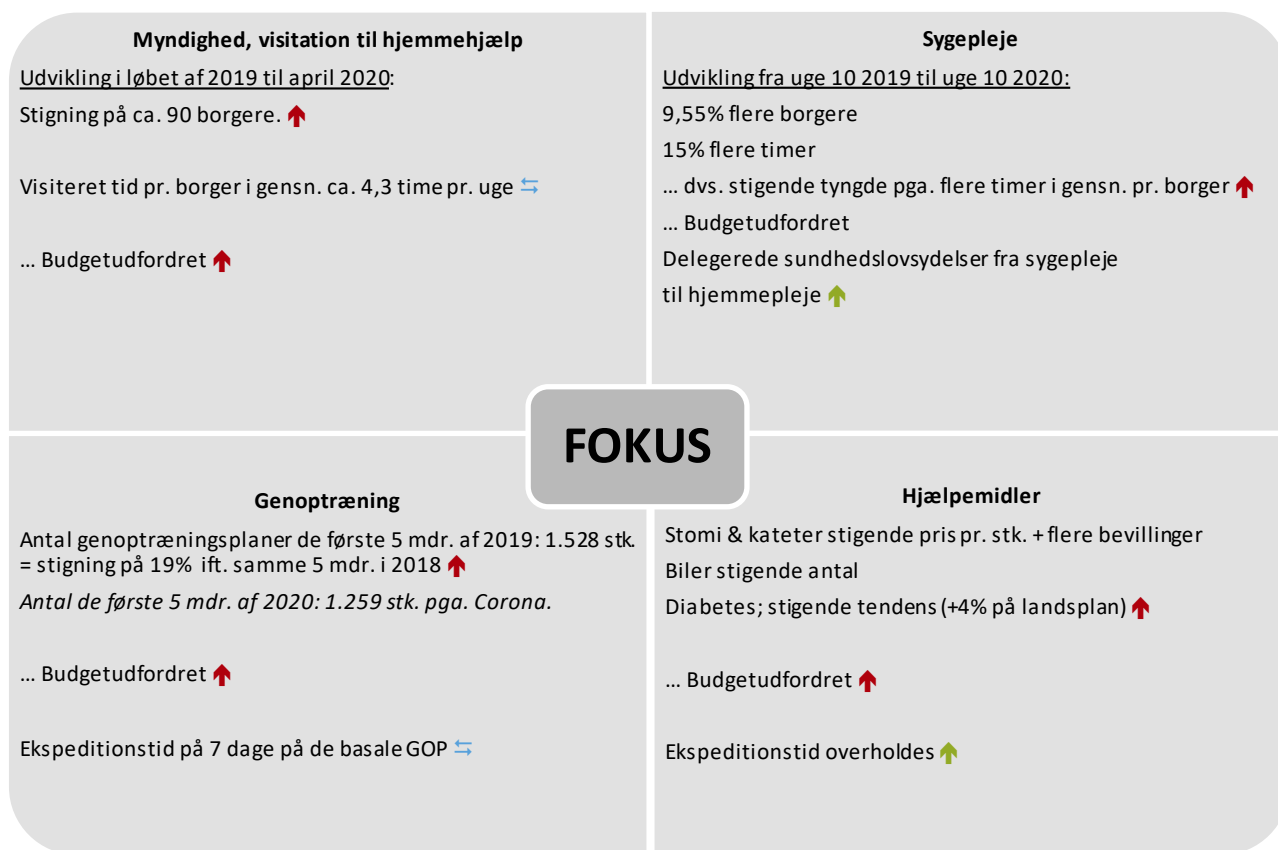 Myndighed, visitation til hjemmehjælp
Udvikling i løbet af 2019 til april 2020:
Stigning på ca. 90 borgere.
Visiteret tid pr. borger i gensn. ca. 4,3 time pr. uge
... Budgetudfordret
Sygepleje
Udvikling fra uge 10 2019 til uge 10 2020:
9,55% flere borgere
15% flere timer
... dvs. stigende tyngde pga. flere timer i gensn. pr. borger
... Budgetudfordret
Delegerede sundhedslovsydelser fra sygepleje
til hjemmepleje
FOKUS
Genoptræning
Antal genoptræningsplaner de første 5 mdr. af 2019: 1.528 stk.
= stigning på 19% ift. samme 5 mdr. i 2018
Antal de første 5 mdr. af 2020: 1.259 stk. pga. Corona.
... Budgetudfordret
Ekspeditionstid på 7 dage på de basale GOP
Hjælpemidler
Stomi & kateter stigende pris pr. stk. + flere bevillinger
Biler stigende antal
Diabetes; stigende tendens (+4% på landsplan)
... Budgetudfordret
Ekspeditionstid overholdes